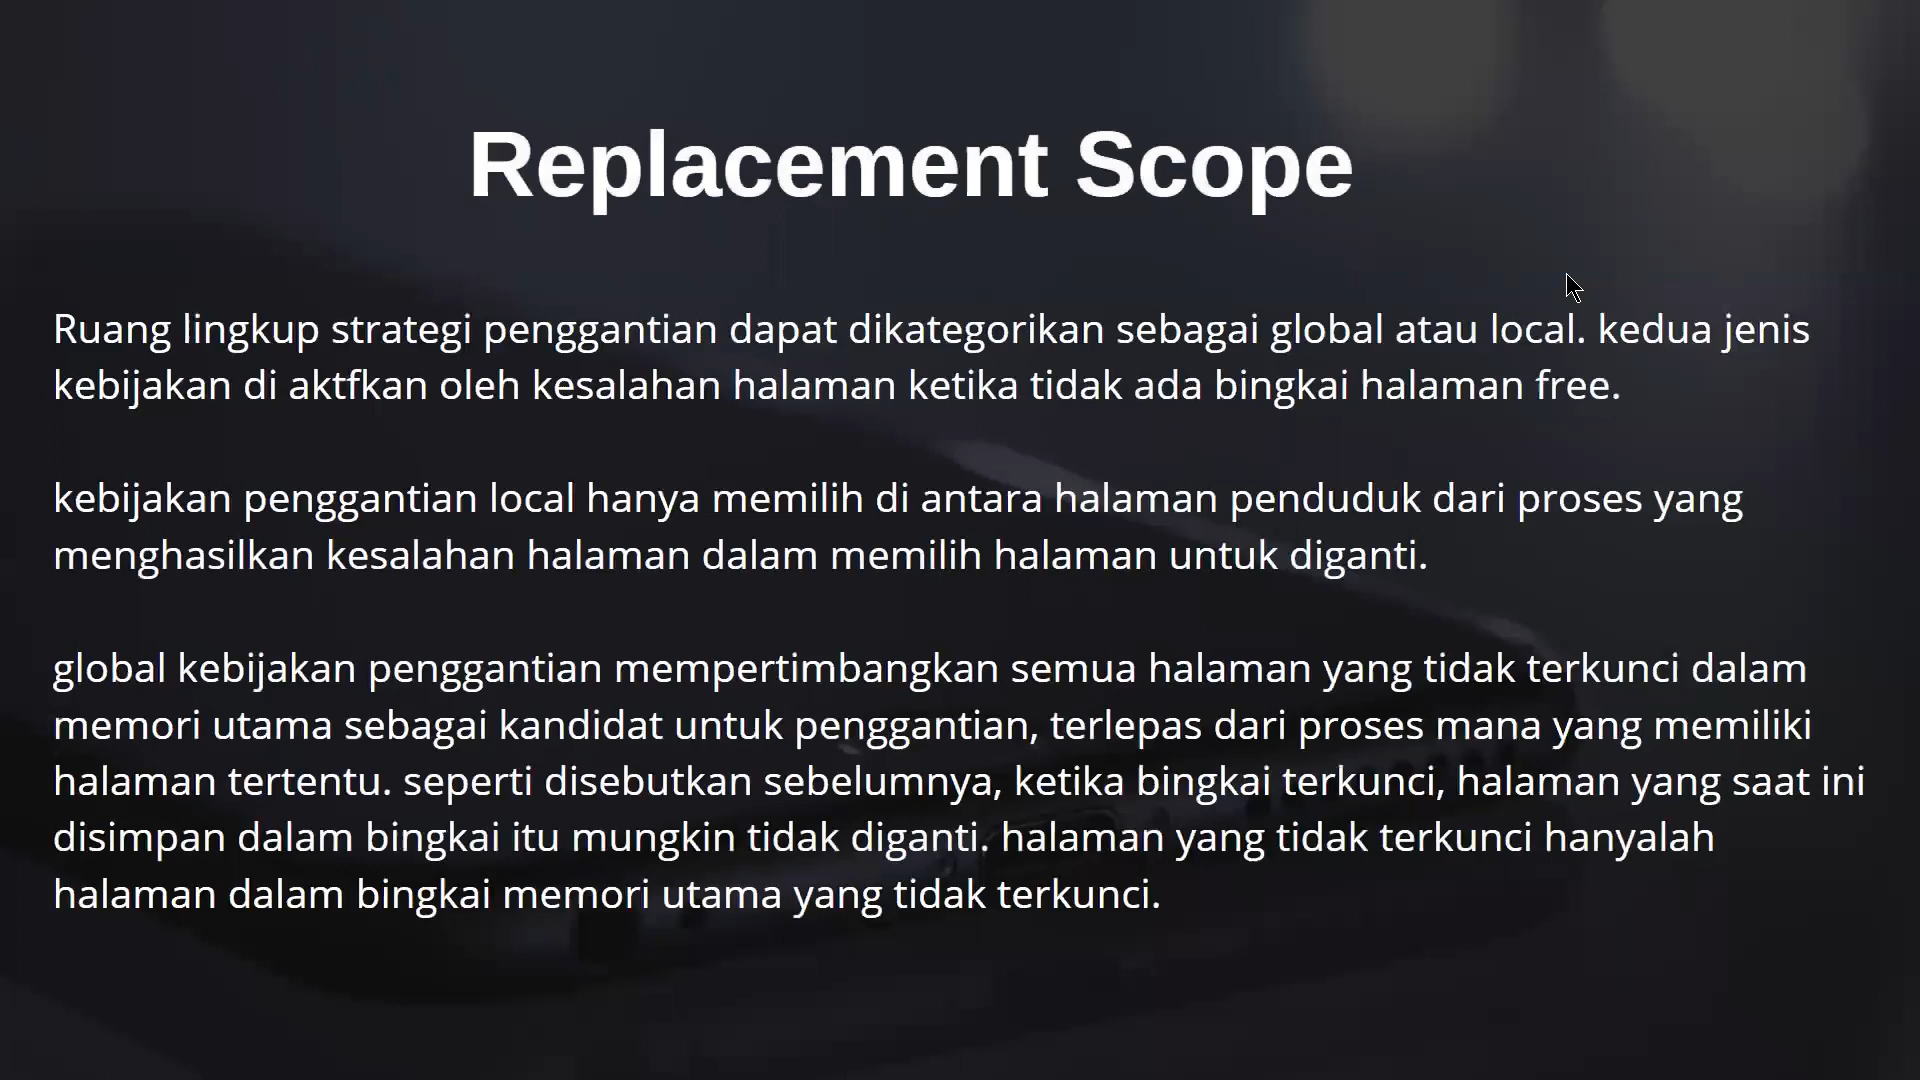 Replacement Scope
Ruang lingkup strategi penggantian dapat dikategorikan sebagai global atau local. kedua jenis
kebijakan di aktfkan oleh kesalahan halaman ketika tidak ada bingkai halaman free.
kebijakan penggantian local hanya memilih di antara halaman penduduk dari proses yang
menghasilkan kesalahan halaman dalam memilih halaman untuk diganti.
global kebijakan penggantian mempertimbangkan semua halaman yang tidak terkunci dalam
memori utama sebagai kandidat untuk penggantian, terlepas dari proses mana yang memiliki
halaman tertentu. seperti disebutkan sebelumnya, ketika bingkai terkunci, halaman yang saat ini
disimpan dalam bingkai itu mungkin tidak diganti. halaman yang tidak terkunci hanyalah
halaman dalam bingkai memori utama yang tidak terkunci.